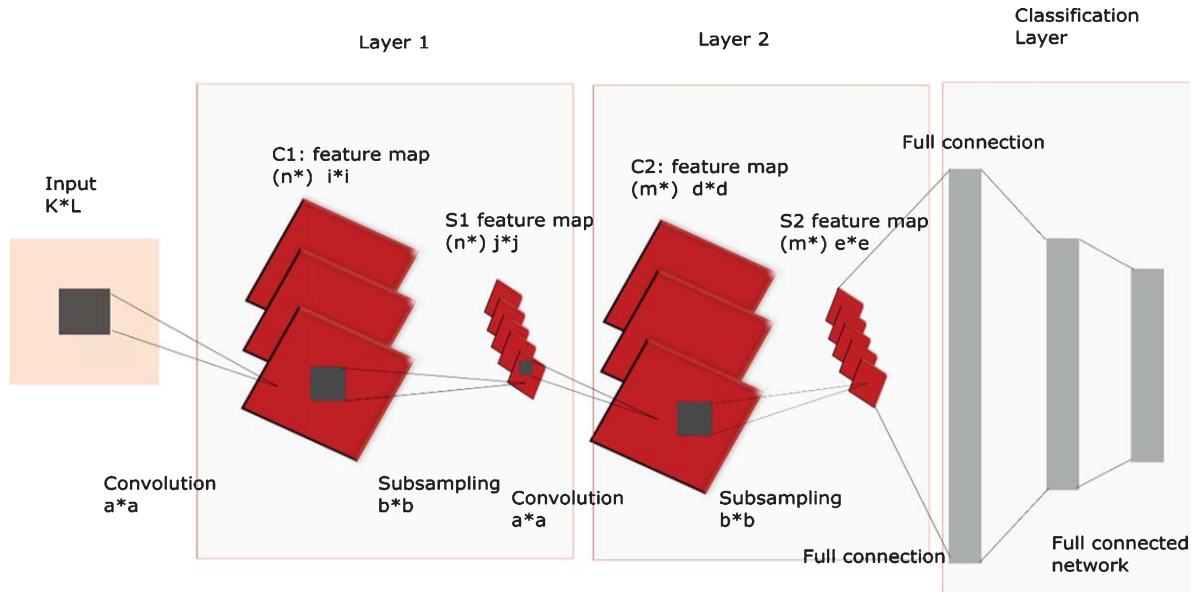 Layer 1
Layer 2
Classification
Layer
Input
K*L
C1: feature map
(n*) i*i
S1 feature map
(n*) j*j
C2: feature map
(m*) d*d
S2 feature map
(m*) e*e
Full connection
Convolution
a*a
Subsampling
b*b
Convolution
a*a
Subsampling
b*b
Full connection
Full connected
network